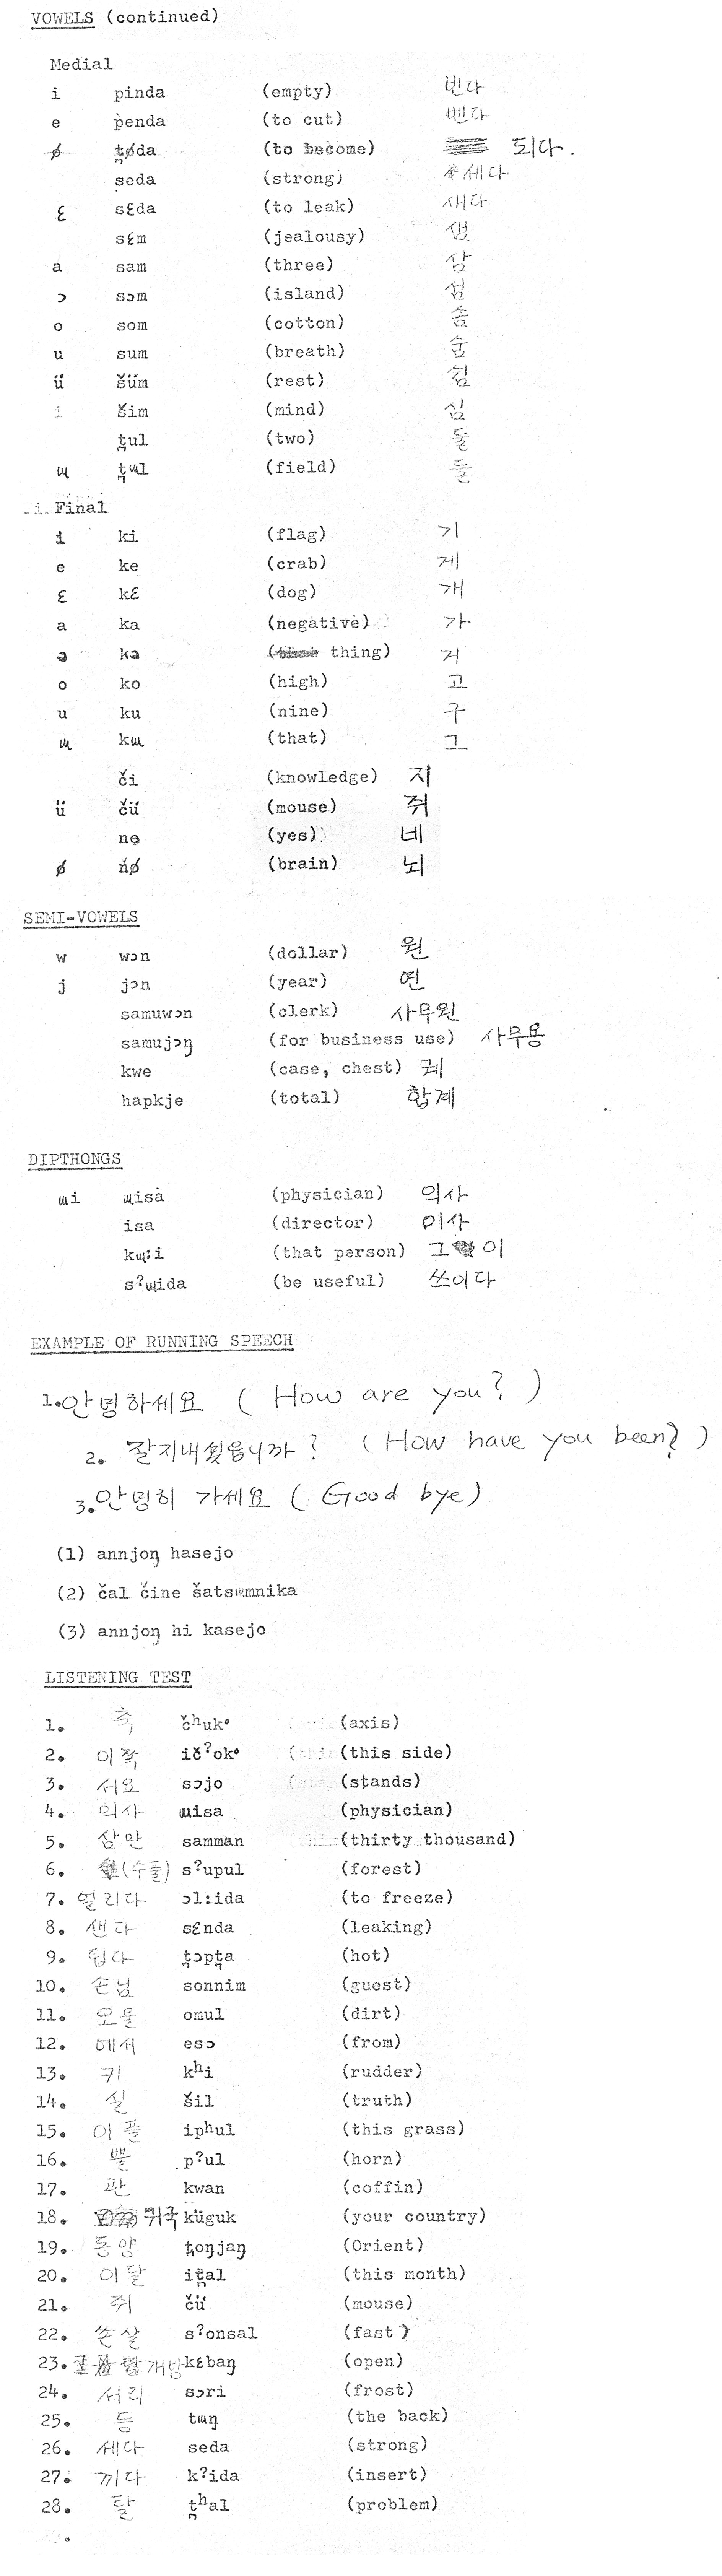 VOWELS (continued)
Medial
i pinda (empty) 빈다
e penda (to cut) 벤다
ø t̪øda (to become) 되다.
seda (strong) 세다
ɛ sɛda (to leak) 새다
sɛm (jealousy) 샘
a sam (three) 삼
ɔ sɔm (island) 섬
o som (cotton) 솜
u sum (breath) 숨
ü šüm (rest) 쉼
i šim (mind) 심
t̪ul (two) 둘
ɯ t̪ɯl (field) 들
Final
i ki (flag) 기
e ke (crab) 게
ɛ kɛ (dog) 개
a ka (negative) 가
ə kə (thing) 거
o ko (high) 고
u ku (nine) 구
ɯ kɯ (that) 그
či (knowledge) 지
ü čü (mouse) 쥐
ne (yes) 네
ø nø (brain) 뇌
SEMI-VOWELS
w wɔn (dollar) 원
j jɔn (year) 연
samuwɔn (clerk) 사무원
samujɔŋ (for business use) 사무용
kwe (case, chest) 궤
hapkje (total) 합계
DIPTHONGS
ɯi ɯisa (physician) 의사
isa (director) 이사
kɯ:i (that person) 그 이
sˀɯida (be useful) 쓰이다
EXAMPLE OF RUNNING SPEECH
1. 안녕하세요 (How are you?)
2. 잘지내셨읍니까? (How have you been?)
3. 안녕히 가세요 (Good bye)
(1) annjoŋ hasejo
(2) čal čine šatsɯmnika
(3) annjoŋ hi kasejo
LISTENING TEST
1. 축 čʰuk° (axis)
2. 이쪽 ičˀok° (this side)
3. 서요 sɔjo (stands)
4. 의사 ɯisa (physician)
5. 삼만 samman (thirty thousand)
6. (수풀) sˀupul (forest)
7. 얼리다 ɔl:ida (to freeze)
8. 샌다 sɛnda (leaking)
9. 덥다 t̪ɔpt̪a (hot)
10. 손님 sonnim (guest)
11. 오물 omul (dirt)
12. 에서 esɔ (from)
13. 키 kʰi (rudder)
14. 실 šil (truth)
15. 이 풀 ipʰul (this grass)
16. 뿔 pˀul (horn)
17. 관 kwan (coffin)
18. 귀국 küguk (your country)
19. 동양 t̪oŋjaŋ (Orient)
20. 이달 it̪al (this month)
21. 쥐 čü (mouse)
22. 쏜살 sˀonsal (fast)
23. 개방 kɛbaŋ (open)
24. 서리 sɔri (frost)
25. 등 tɯŋ (the back)
26. 세다 seda (strong)
27. 끼다 kˀida (insert)
28. 탈 t̪ʰal (problem)